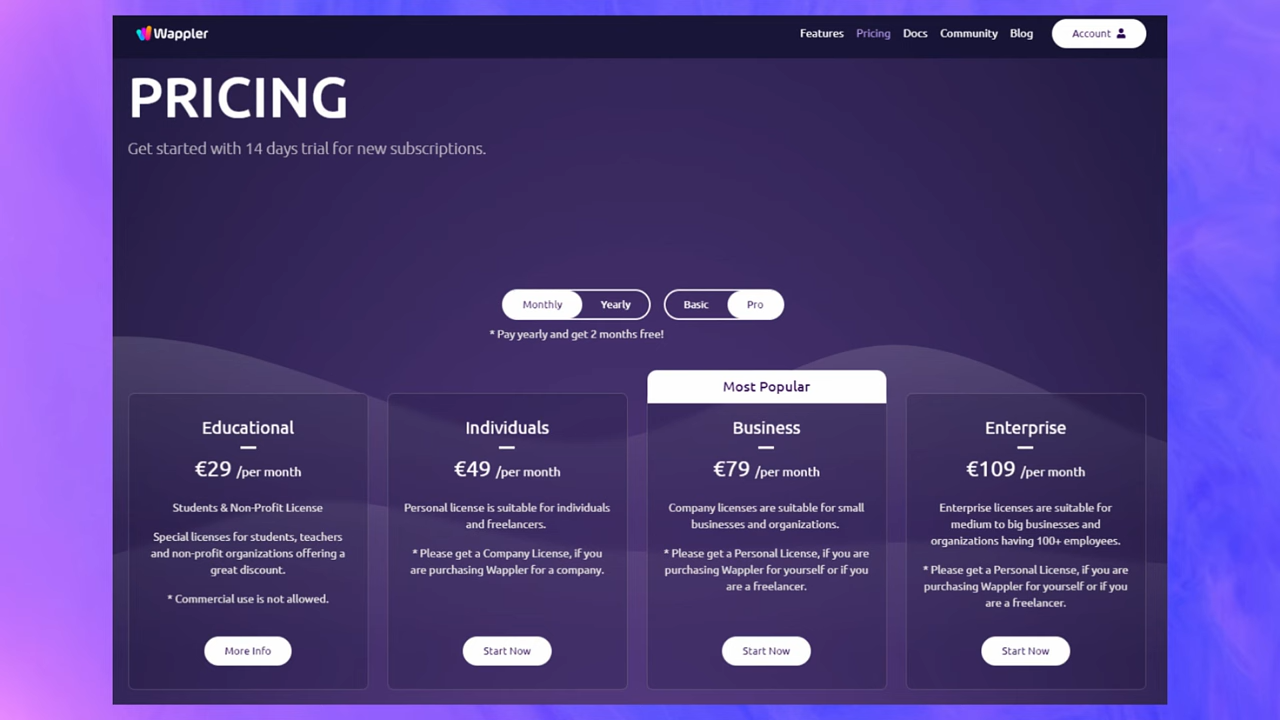 Wappler
Features Pricing Docs Community Blog Account
PRICING
Get started with 14 days trial for new subscriptions.
Monthly Yearly Basic Pro
* Pay yearly and get 2 months free!
Most Popular
Educational
€29 /per month
Students & Non-Profit License
Special licenses for students, teachers
and non-profit organizations offering a
great discount.
* Commercial use is not allowed.
More Info
Individuals
€49 /per month
Personal license is suitable for individuals
and freelancers.
* Please get a Company License, if you
are purchasing Wappler for a company.
Start Now
Business
€79 /per month
Company licenses are suitable for small
businesses and organizations.
* Please get a Personal License, if you are
purchasing Wappler for yourself or if you
are a freelancer.
Start Now
Enterprise
€109 /per month
Enterprise licenses are suitable for
medium to big businesses and
organizations having 100+ employees.
* Please get a Personal License, if you are
purchasing Wappler for yourself or if you
are a freelancer.
Start Now